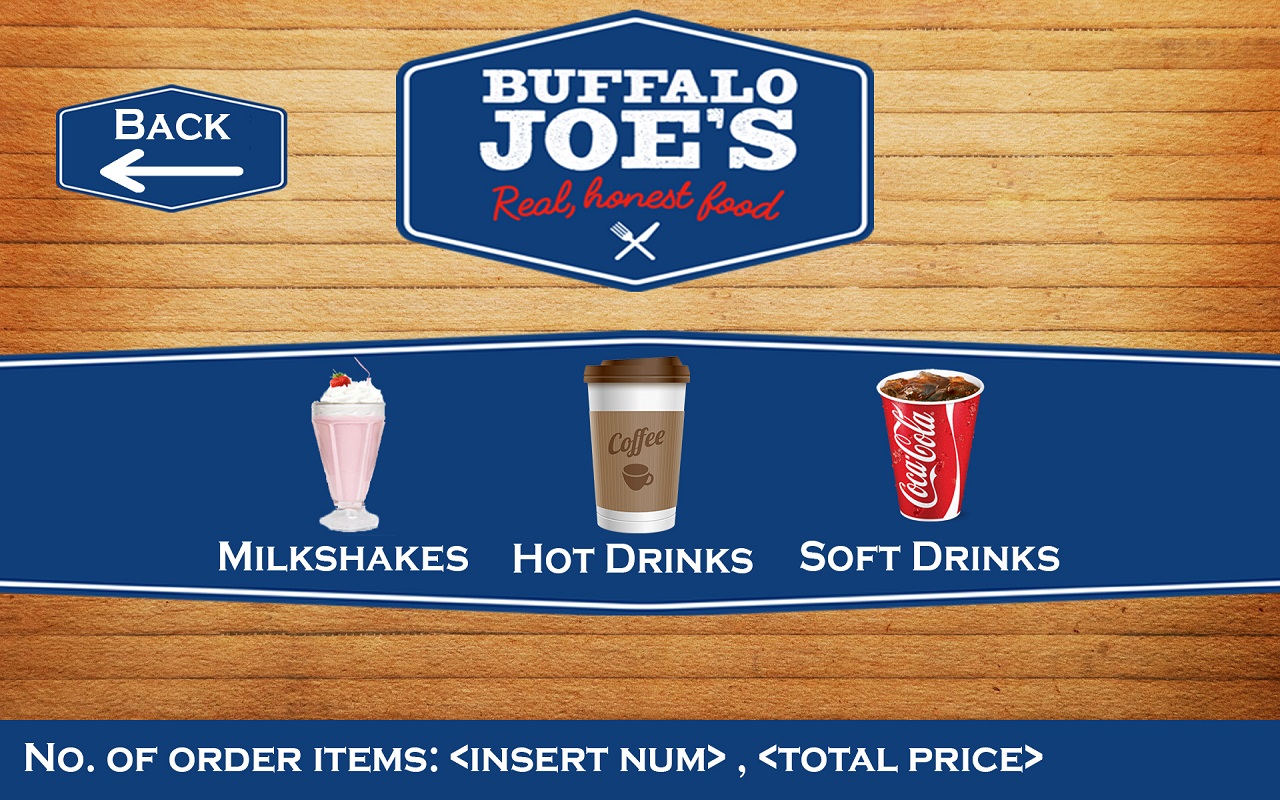 BUFFALO
JOE'S
Real, honest food
BACK
Coffee
Coca-Cola
MILKSHAKES
HOT DRINKS
SOFT DRINKS
NO. OF ORDER ITEMS: <INSERT NUM> , <TOTAL PRICE>